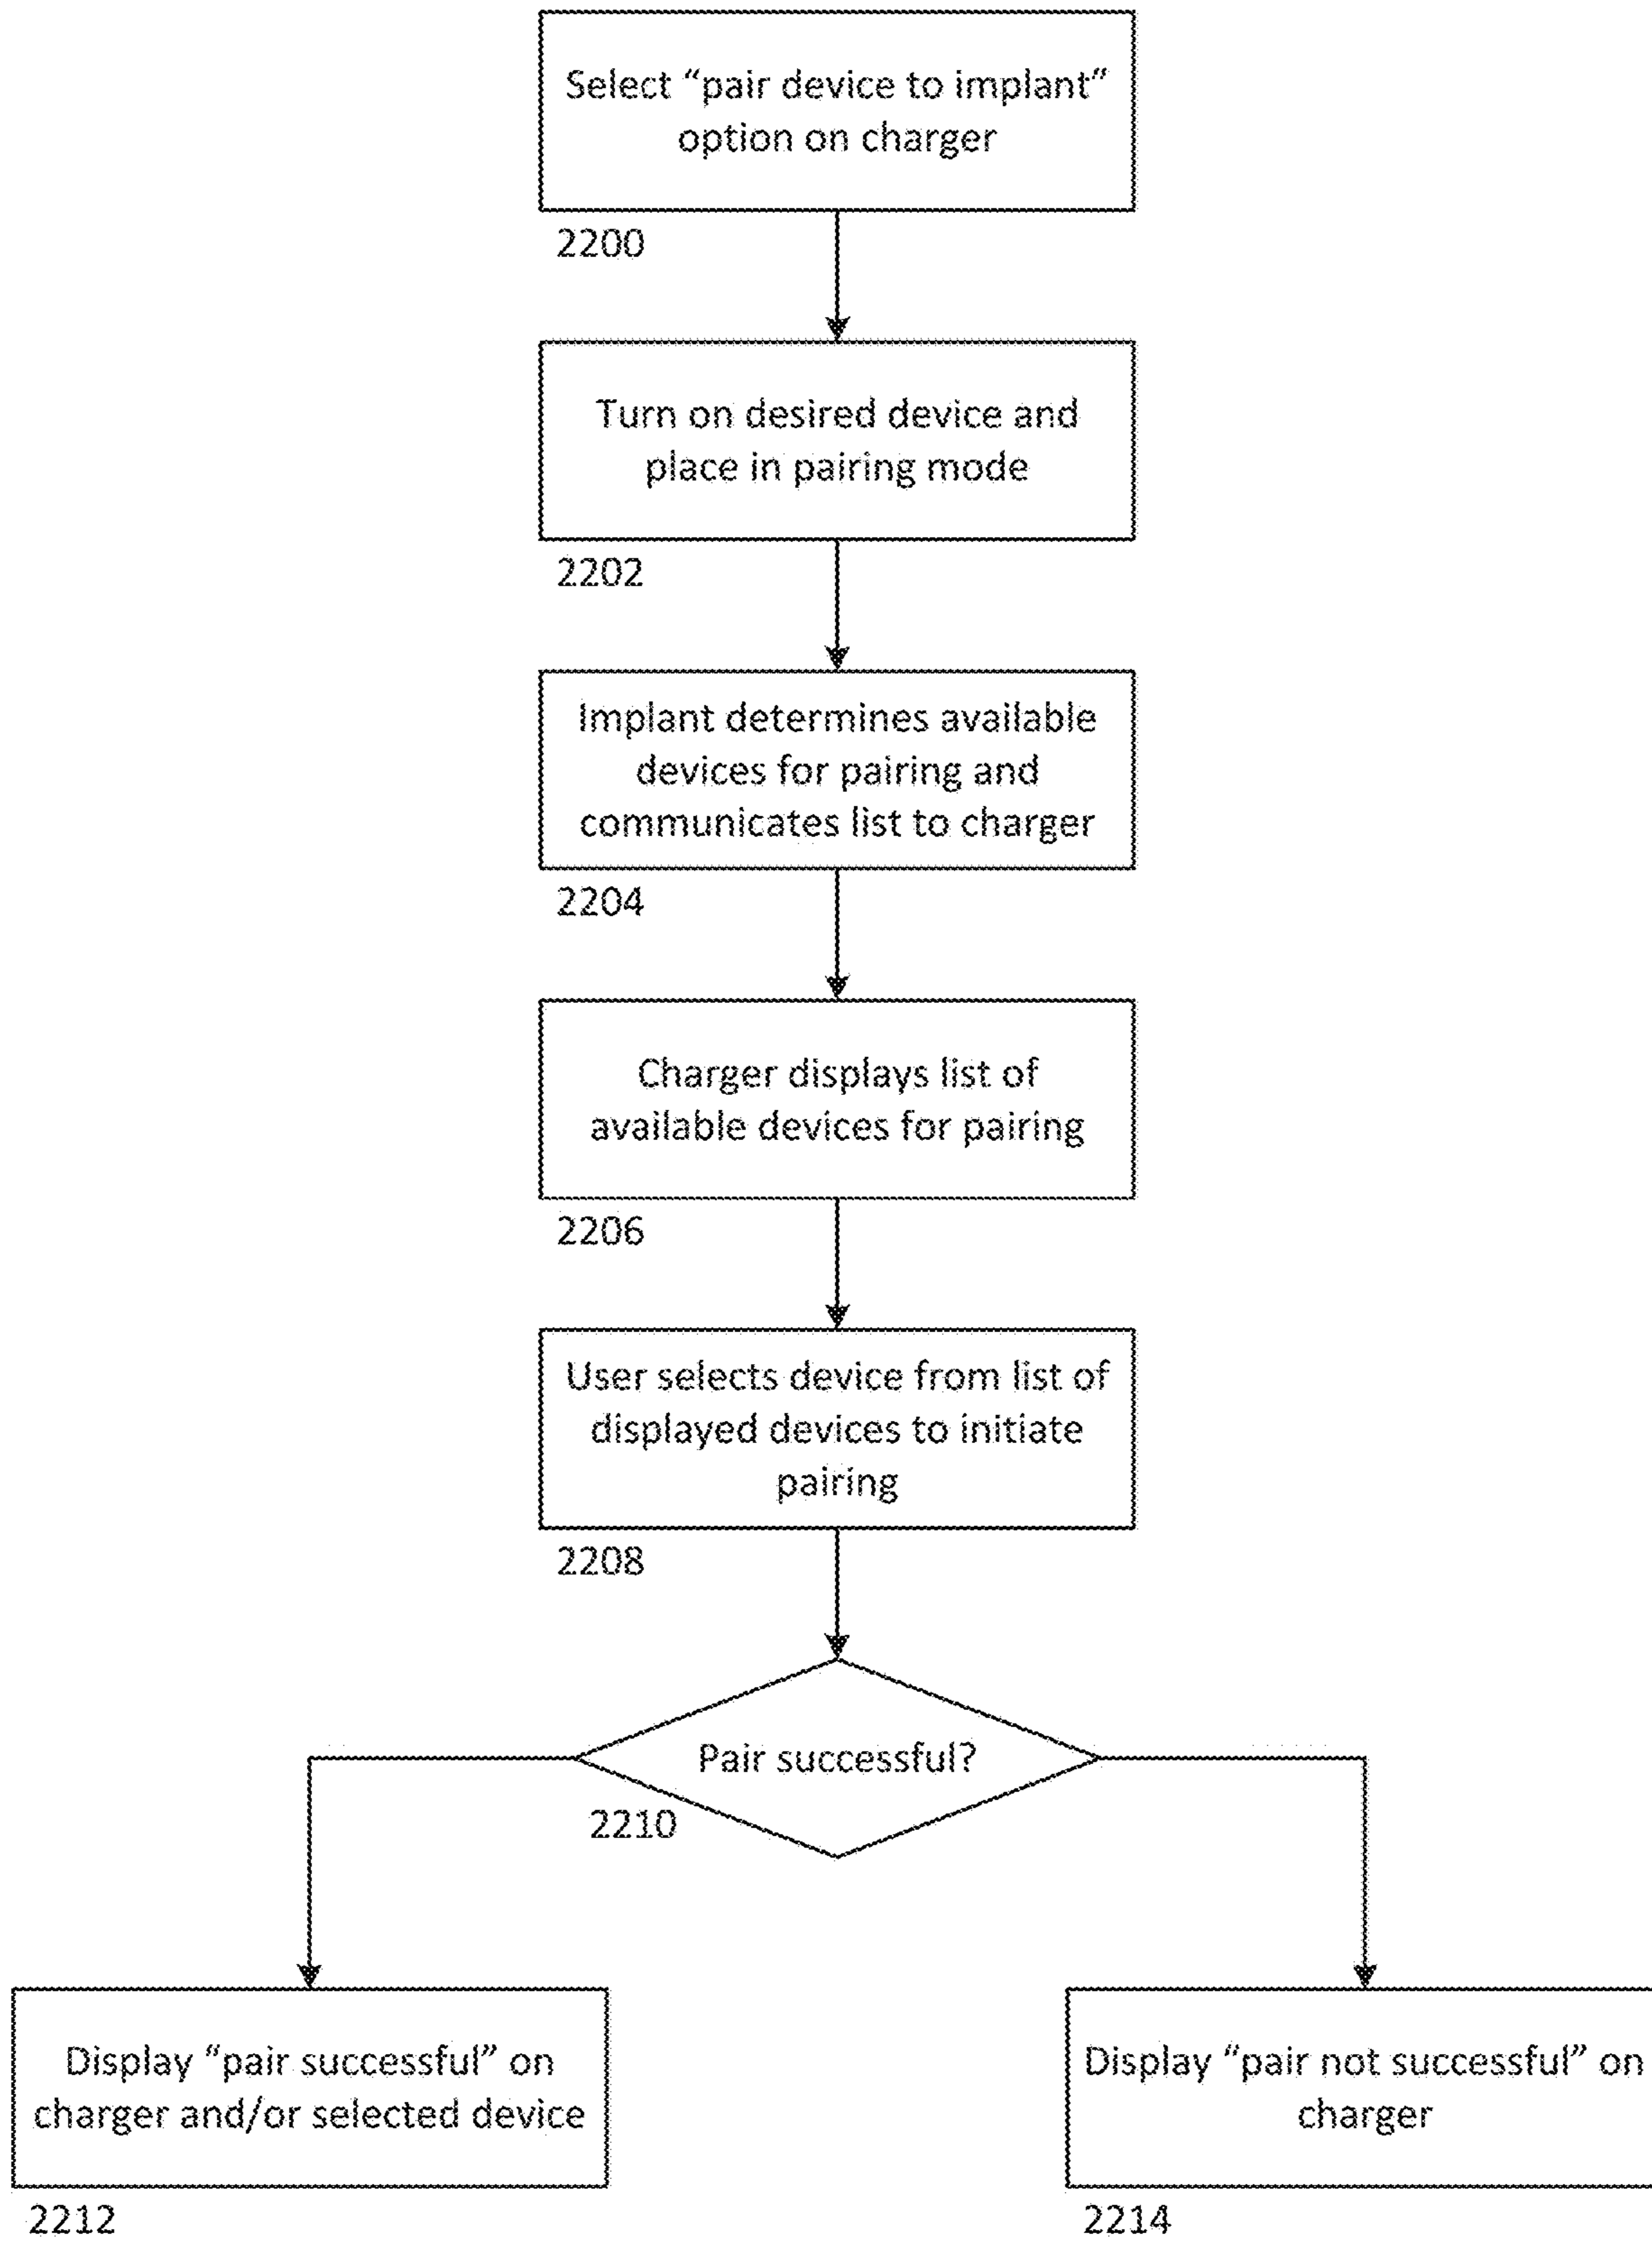 Select “pair device to implant”
option on charger
2200
Turn on desired device and
place in pairing mode
2202
Implant determines available
devices for pairing and
communicates list to charger
2204
Charger displays list of
available devices for pairing
2206
User selects device from list of
displayed devices to initiate
pairing
2208
Pair successful?
2210
Display “pair successful” on
charger and/or selected device
2212
Display “pair not successful” on
charger
2214